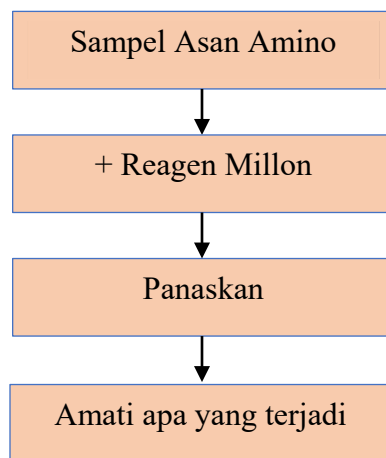 Sampel Asan Amino
+ Reagen Millon
Panaskan
Amati apa yang terjadi